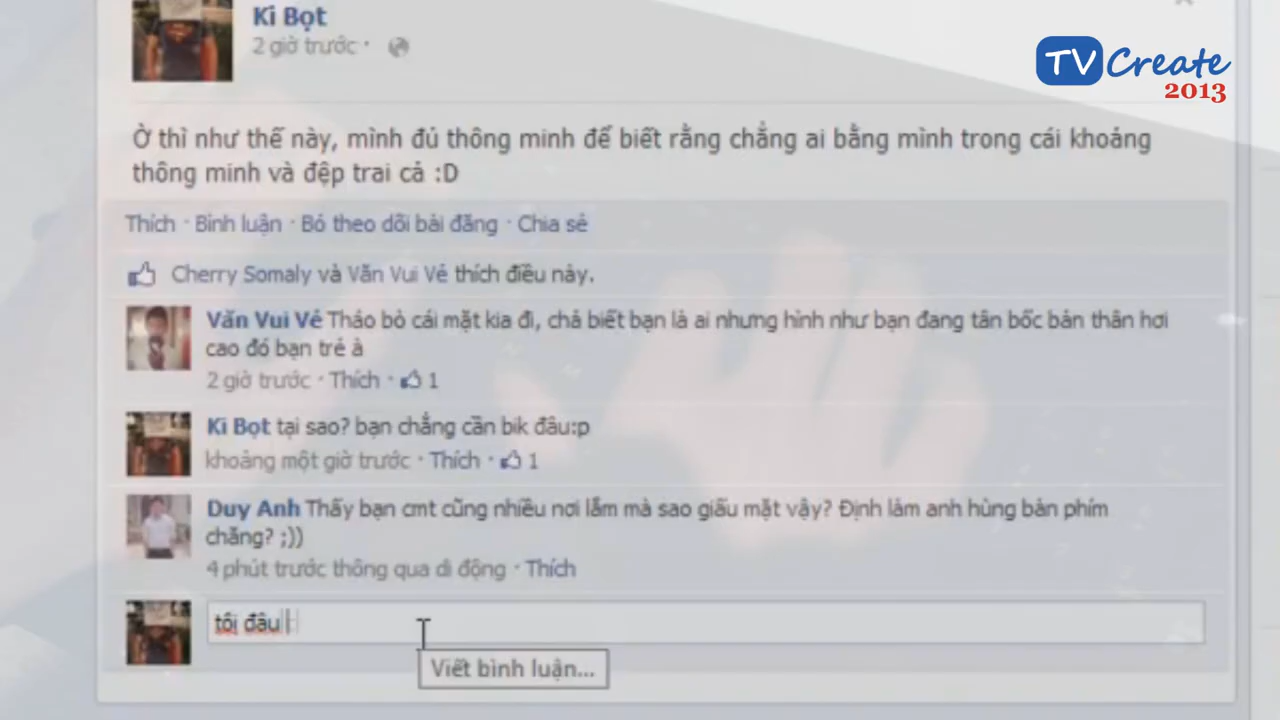 TV Create
2013
Ki Bọt
2 giờ trước ·
Ờ thì như thế này, mình đủ thông minh để biết rằng chẳng ai bằng mình trong cái khoảng
thông minh và đẹp trai cả :D
Thích · Bình luận · Bỏ theo dõi bài đăng · Chia sẻ
Cherry Somaly và Văn Vui Vẻ thích điều này.
Văn Vui Vẻ Tháo bỏ cái mặt kia đi, chả biết bạn là ai nhưng hình như bạn đang tân bốc bản thân hơi
cao đó bạn trẻ à
2 giờ trước · Thích · 1
Ki Bọt tại sao? bạn chẳng cần bik đâu:p
khoảng một giờ trước · Thích · 1
Duy Anh Thấy bạn cmt cũng nhiều nơi lắm mà sao giấu mặt vậy? Định làm anh hùng bàn phím
chăng? ;))
4 phút trước thông qua di động · Thích
tôi đâu
Viết bình luận...